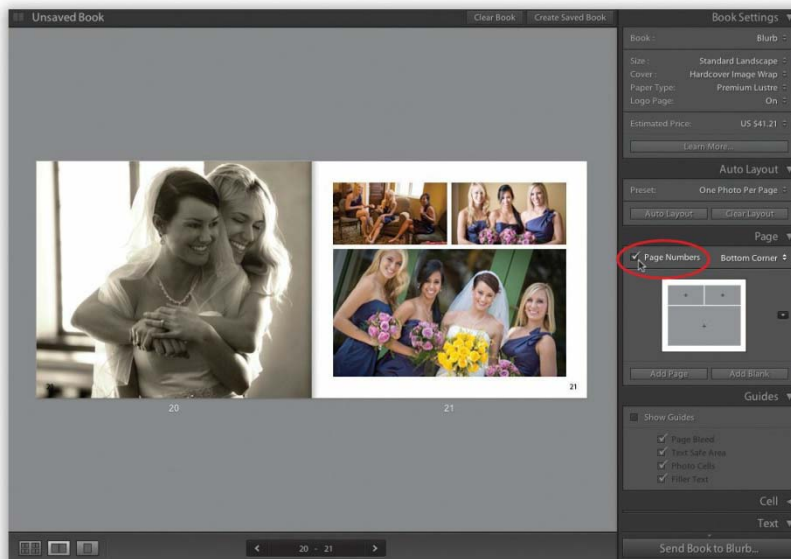 Unsaved Book
Clear Book Create Saved Book
20
21
20 21
20 - 21
Book Settings
Book: Blurb
Size: Standard Landscape
Cover: Hardcover Image Wrap
Paper Type: Premium Lustre
Logo Page: On
Estimated Price: US $41.21
Learn More...
Auto Layout
Preset: One Photo Per Page
Auto Layout Clear Layout
Page
Page Numbers Bottom Corner
Add Page Add Blank
Guides
Show Guides
Page Bleed
Text Safe Area
Photo Cells
Filler Text
Cell
Text
Send Book to Blurb...